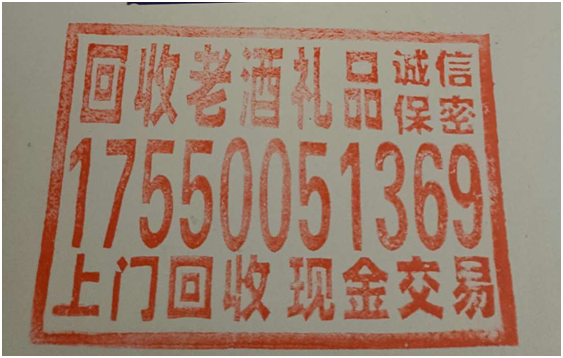 回收老酒礼品 诚信保密
17550051369
上门回收 现金交易